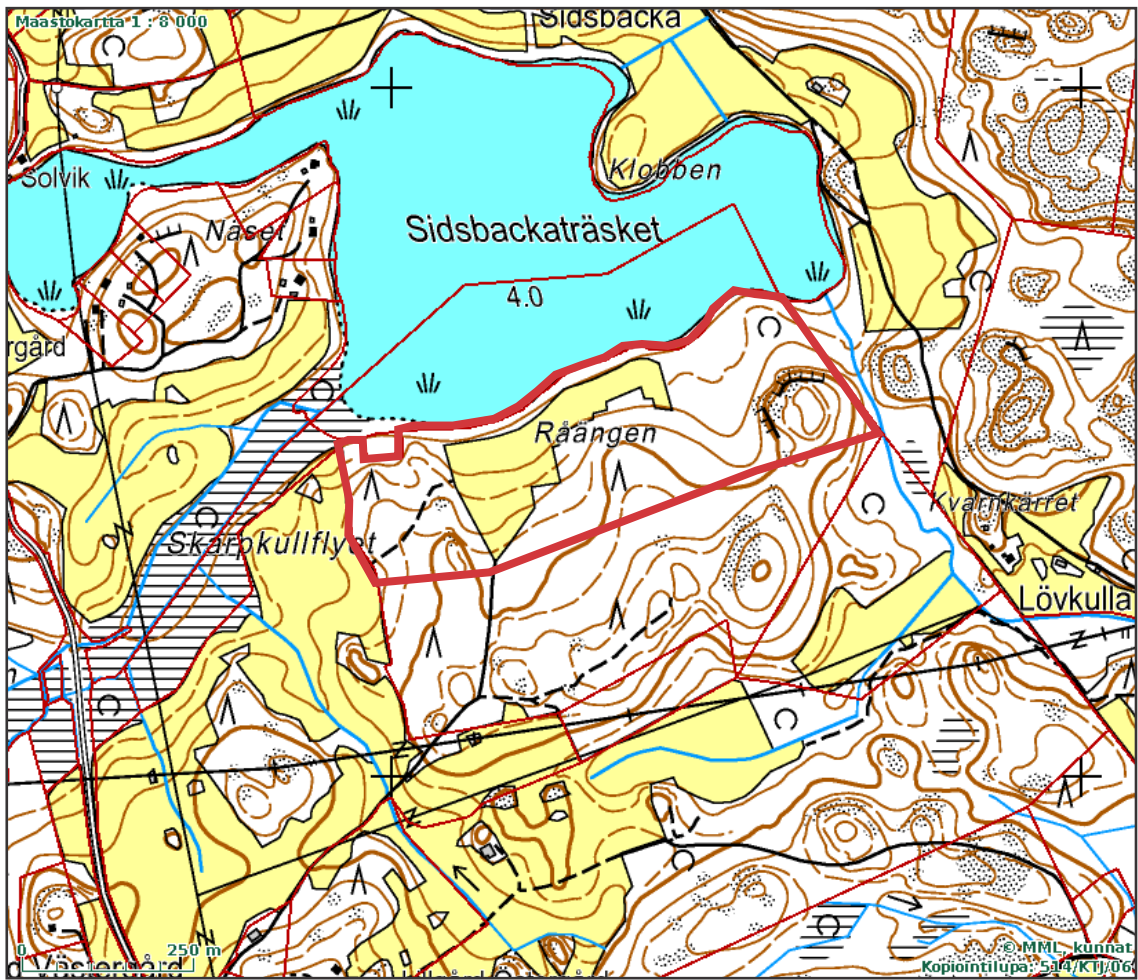 Maastokartta 1 : 8 000
Sidsbacka
Klobben
Solvik
Näset
Sidsbackaträsket
4.0
rgård
Råängen
Kvarnkärret
Skarpkullflyet
Lövkulla
0 250 m
© MML, kunnat
Kopiointilupa: 514/KTJ/06